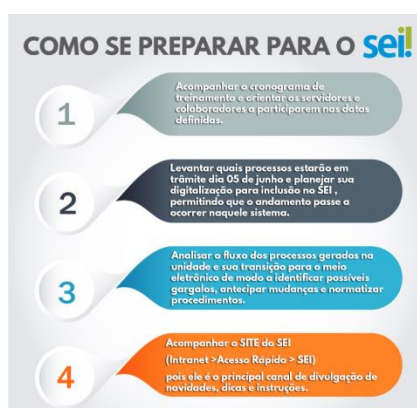 COMO SE PREPARAR PARA O sei!
1
Acompanhar o cronograma de
treinamento e orientar os servidores e
colaboradores a participarem nas datas
definidas.
2
Levantar quais processos estarão em
trâmite dia 05 de junho e planejar sua
digitalização para inclusão no SEI ,
permitindo que o andamento passe a
ocorrer naquele sistema.
3
Analisar o fluxo dos processos gerados na
unidade e sua transição para o meio
eletrônico de modo a identificar possíveis
gargalos, antecipar mudanças e normatizar
procedimentos.
4
Acompanhar o SITE do SEI
(Intranet >Acesso Rápido > SEI)
pois ele é o principal canal de divulgação de
novidades, dicas e instruções.